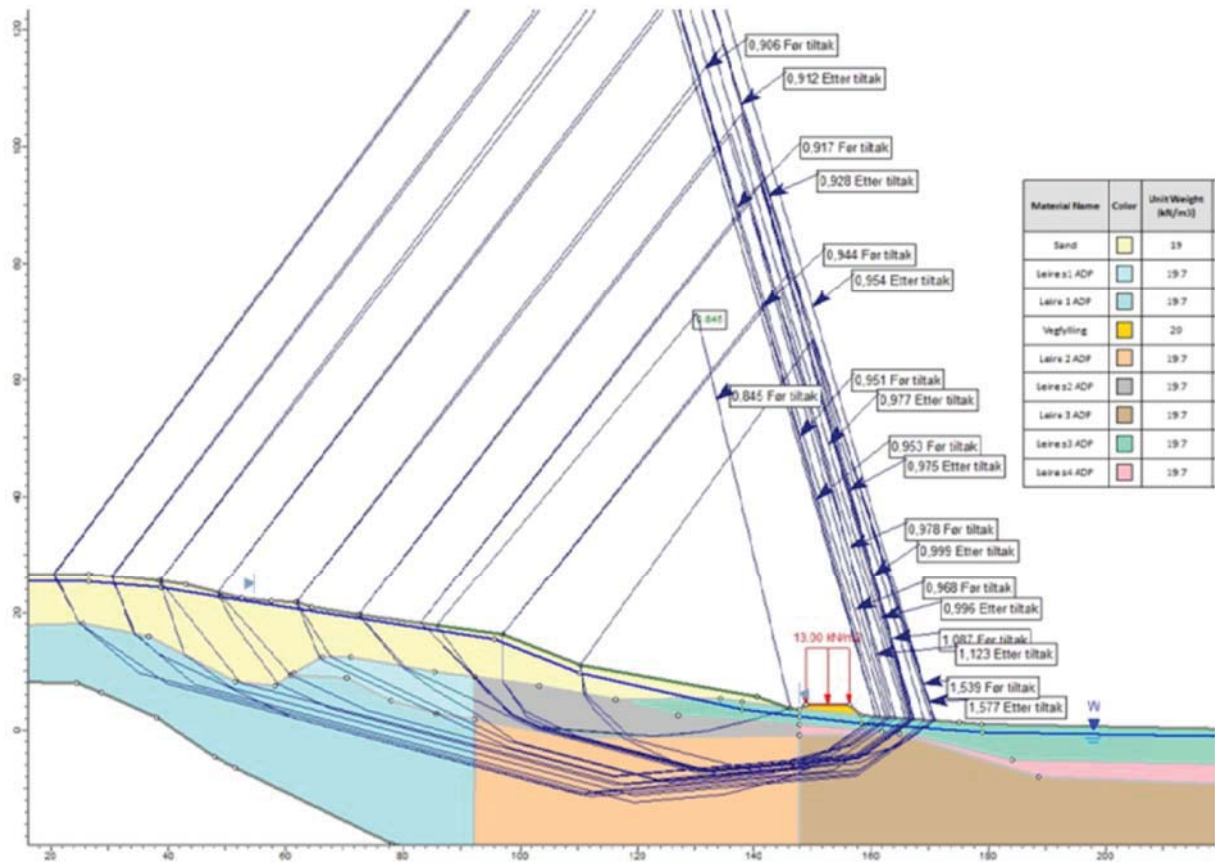 120
100
80
60
40
20
0
0,906 Før tiltak
0,912 Etter tiltak
0,917 Før tiltak
0,928 Etter tiltak
0,944 Før tiltak
0,954 Etter tiltak
0.845
0.845 Før tiltak
0,951 Før tiltak
0,977 Etter tiltak
0,953 Før tiltak
0,975 Etter tiltak
0,978 Før tiltak
0,999 Etter tiltak
0,968 Før tiltak
0,996 Etter tiltak
13.00 kN/m2
1,087 Før tiltak
1,123 Etter tiltak
1,539 Før tiltak
1,577 Etter tiltak
W
Material Name Color Unit Weight (kN/m3)
Sand 19
Leire s1 ADP 19.7
Leire 1 ADP 19.7
Vegfylling 20
Leire 2 ADP 19.7
Leire s2 ADP 19.7
Leire 3 ADP 19.7
Leire s3 ADP 19.7
Leire s4 ADP 19.7
20 40 60 80 100 120 140 160 180 200